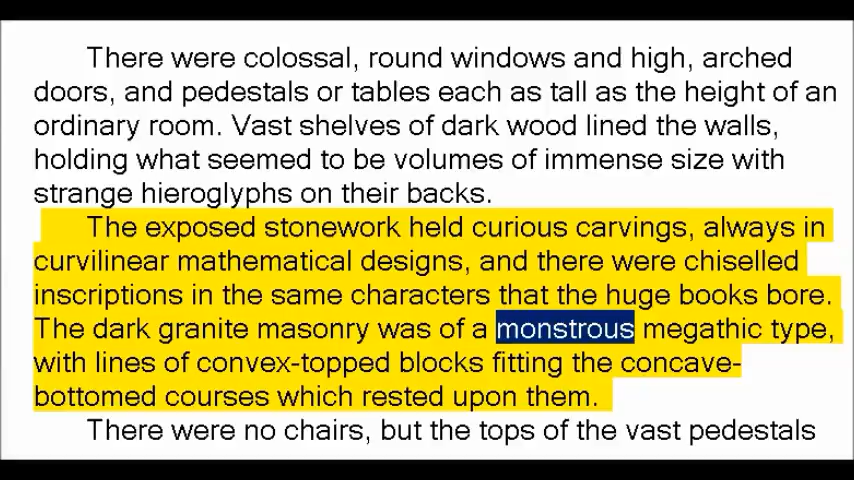 There were colossal, round windows and high, arched
doors, and pedestals or tables each as tall as the height of an
ordinary room. Vast shelves of dark wood lined the walls,
holding what seemed to be volumes of immense size with
strange hieroglyphs on their backs.
The exposed stonework held curious carvings, always in
curvilinear mathematical designs, and there were chiselled
inscriptions in the same characters that the huge books bore.
The dark granite masonry was of a monstrous megathic type,
with lines of convex-topped blocks fitting the concave-
bottomed courses which rested upon them.
There were no chairs, but the tops of the vast pedestals